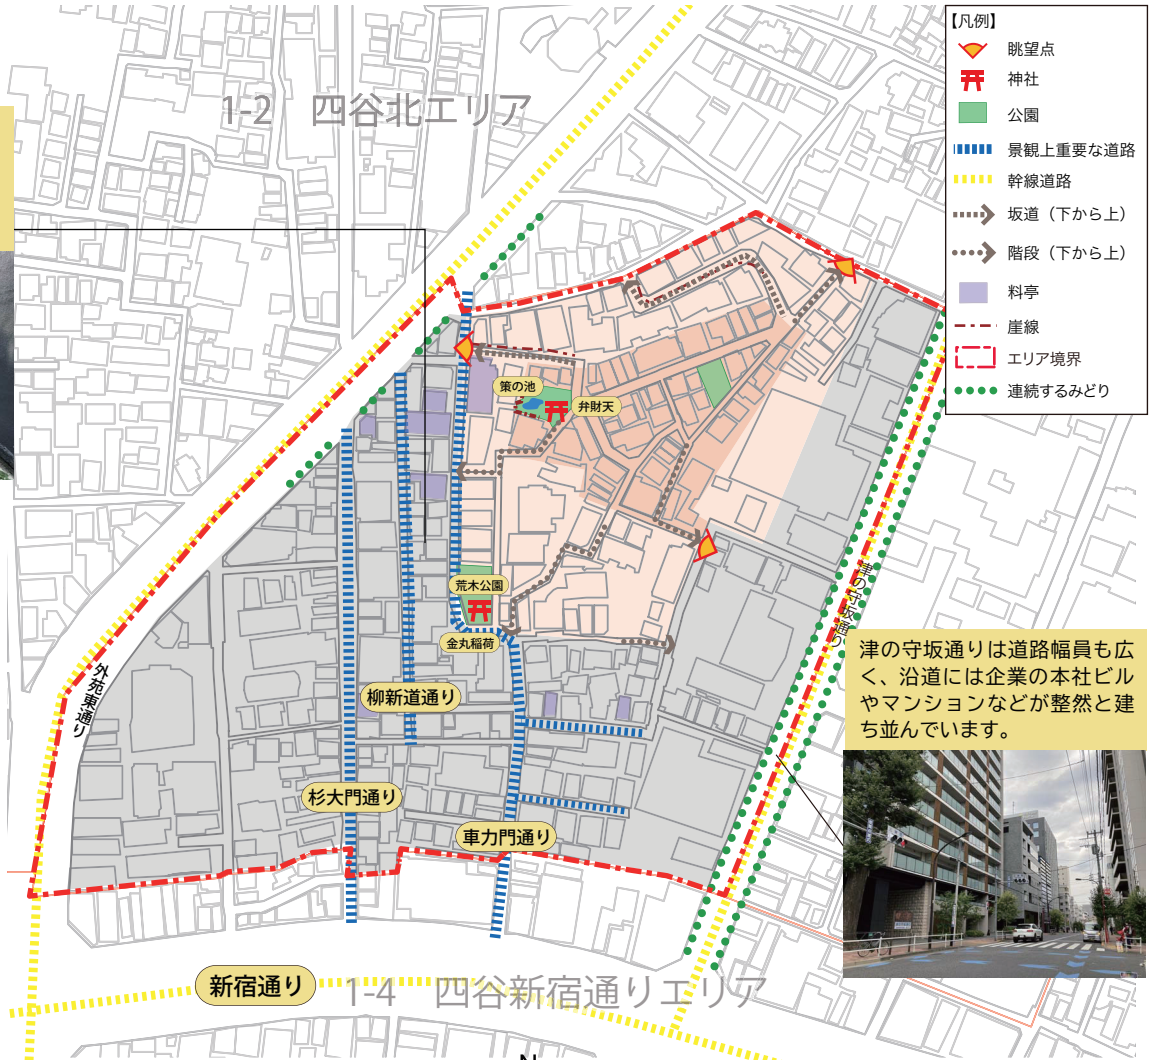 【凡例】
眺望点
神社
公園
景観上重要な道路
幹線道路
坂道（下から上）
階段（下から上）
料亭
崖線
エリア境界
連続するみどり
1-2　四谷北エリア
策の池
弁財天
荒木公園
金丸稲荷
津の守坂通り
外苑東通り
柳新道通り
杉大門通り
車力門通り
津の守坂通りは道路幅員も広
く、沿道には企業の本社ビル
やマンションなどが整然と建
ち並んでいます。
新宿通り
1-4　四谷新宿通りエリア
N